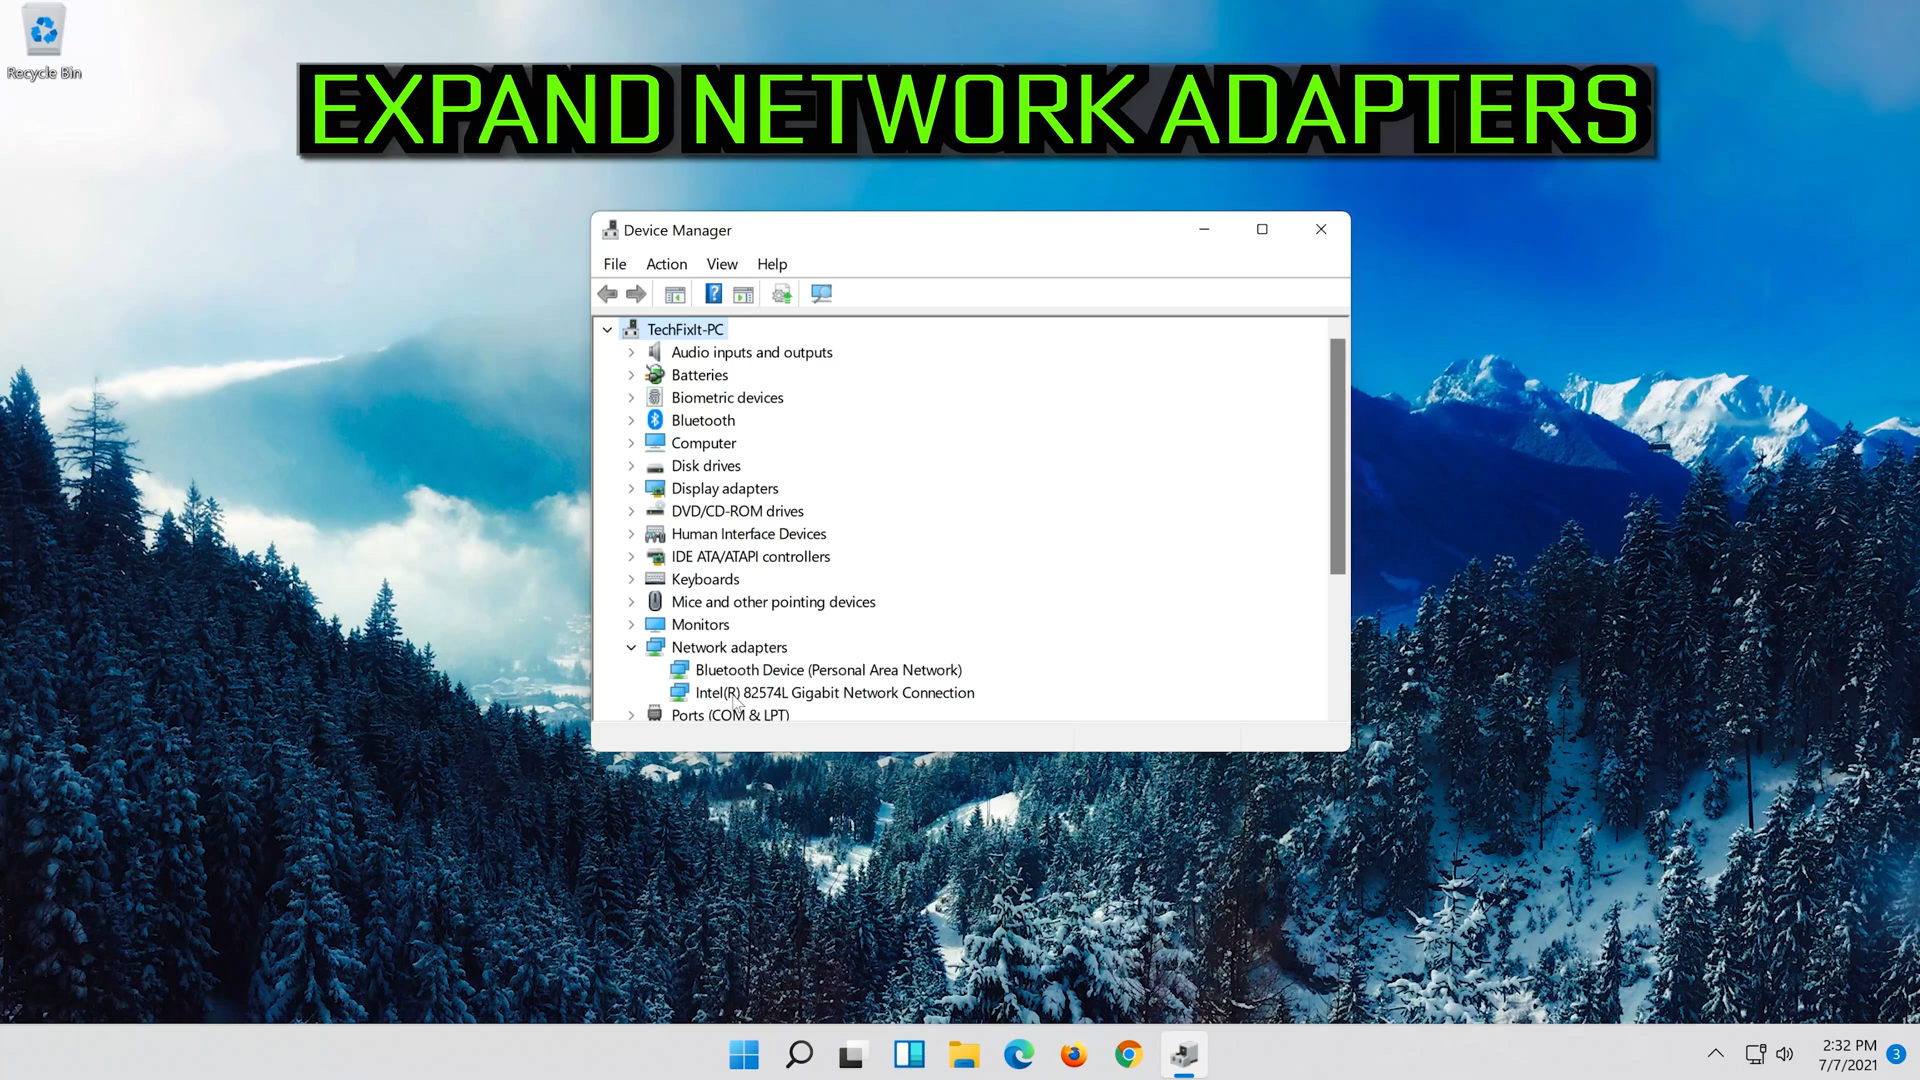 Recycle Bin
EXPAND NETWORK ADAPTERS
Device Manager
File Action View Help
TechFixIt-PC
Audio inputs and outputs
Batteries
Biometric devices
Bluetooth
Computer
Disk drives
Display adapters
DVD/CD-ROM drives
Human Interface Devices
IDE ATA/ATAPI controllers
Keyboards
Mice and other pointing devices
Monitors
Network adapters
Bluetooth Device (Personal Area Network)
Intel(R) 82574L Gigabit Network Connection
Ports (COM & LPT)
2:32 PM
7/7/2021
3